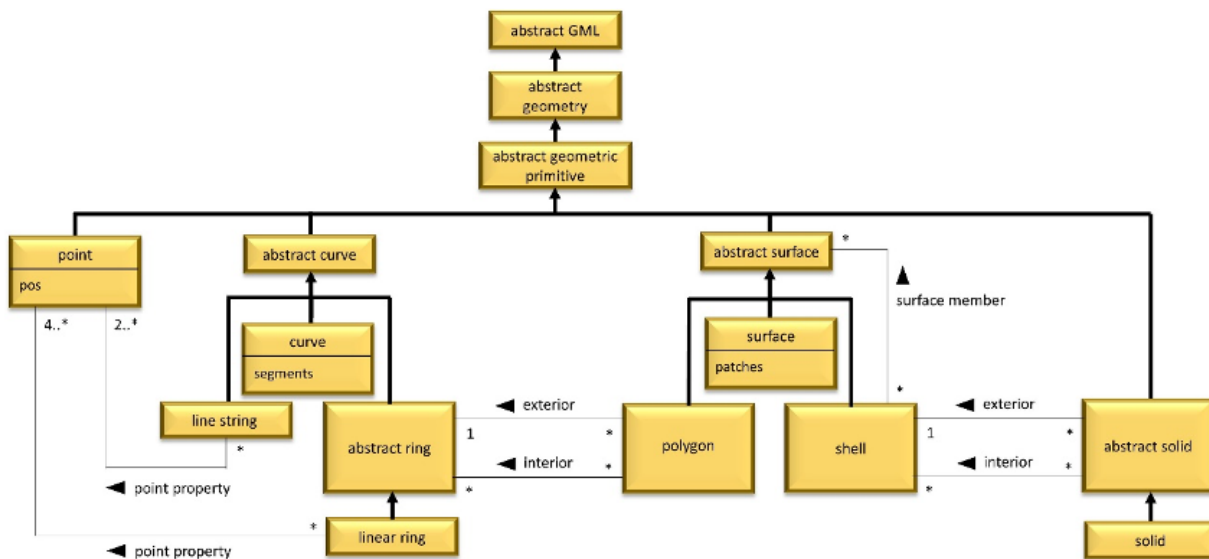 abstract GML
abstract
geometry
abstract geometric
primitive
point
pos
abstract curve
abstract surface
*
surface member
4..*
2..*
curve
segments
surface
patches
line string
*
abstract ring
exterior
1
*
interior
*
*
polygon
*
shell
exterior
1
*
interior
*
*
abstract solid
point property
*
linear ring
point property
solid